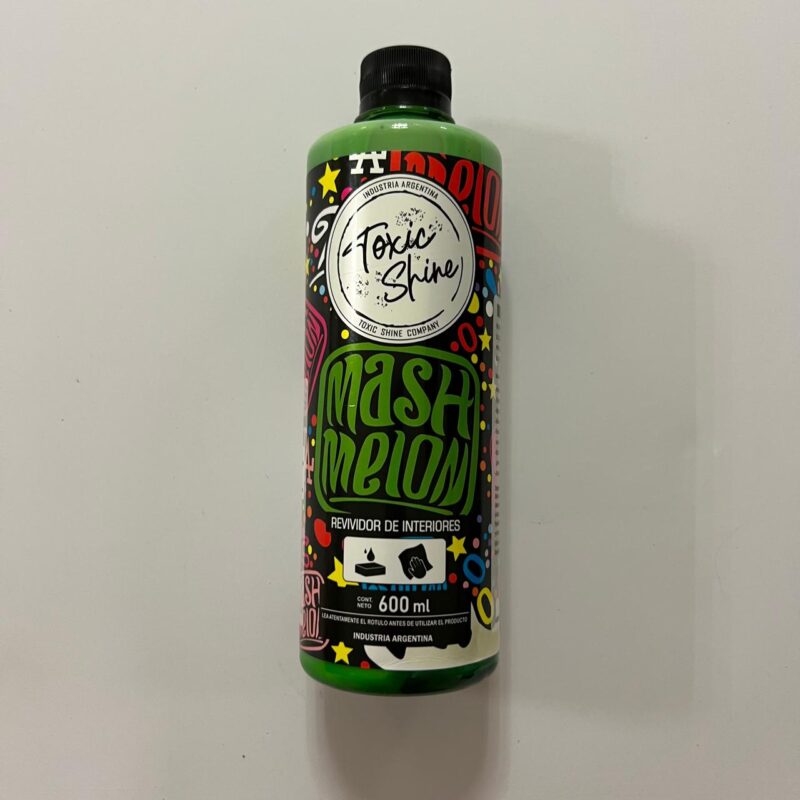 INDUSTRIA ARGENTINA
Toxic
Shine
TOXIC SHINE COMPANY
MASH
MELON
REVIVIDOR DE INTERIORES
CONT.
NETO 600 ml
LEA ATENTAMENTE EL ROTULO ANTES DE UTILIZAR EL PRODUCTO
INDUSTRIA ARGENTINA